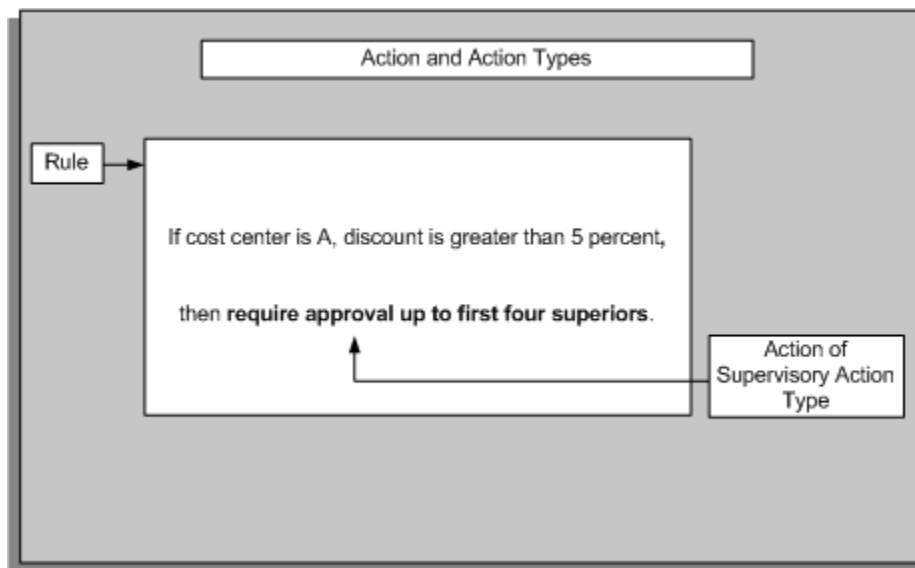 Action and Action Types
Rule
If cost center is A, discount is greater than 5 percent,
then require approval up to first four superiors.
Action of
Supervisory Action
Type